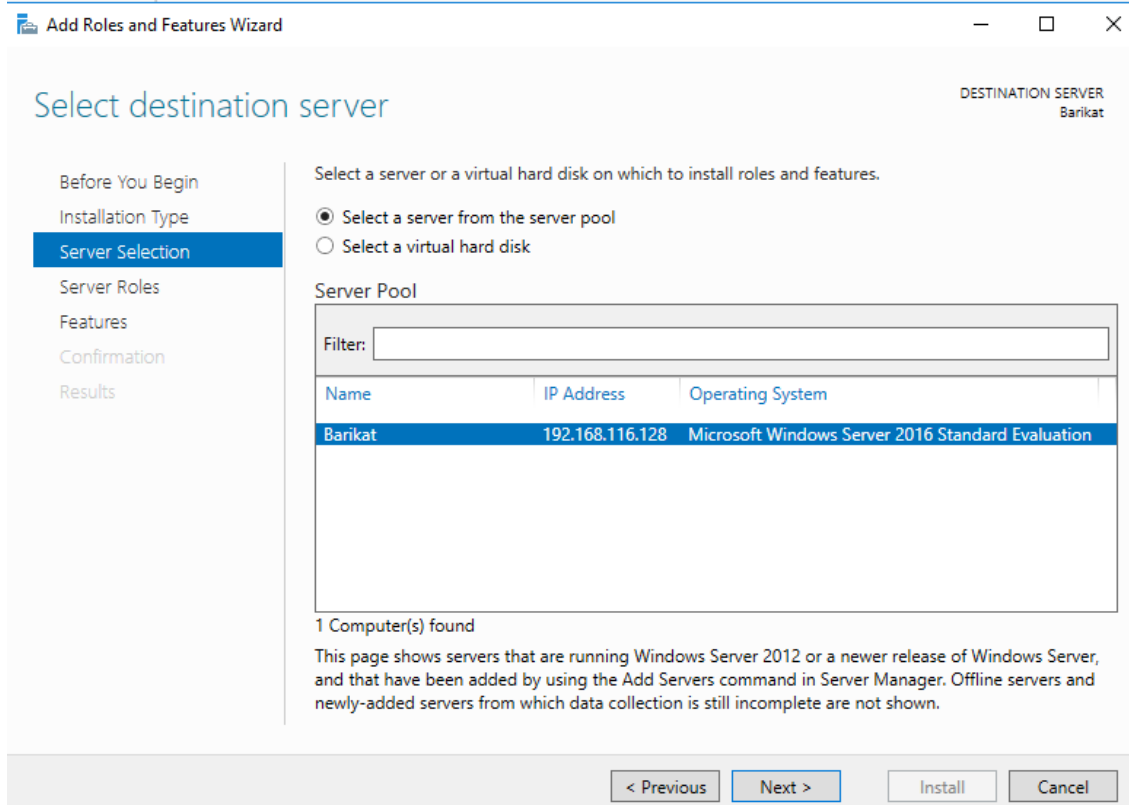 Add Roles and Features Wizard
Select destination server
DESTINATION SERVER
Barikat
Before You Begin
Installation Type
Server Selection
Server Roles
Features
Confirmation
Results
Select a server or a virtual hard disk on which to install roles and features.
Select a server from the server pool
Select a virtual hard disk
Server Pool
Filter:
Name IP Address Operating System
Barikat 192.168.116.128 Microsoft Windows Server 2016 Standard Evaluation
1 Computer(s) found
This page shows servers that are running Windows Server 2012 or a newer release of Windows Server,
and that have been added by using the Add Servers command in Server Manager. Offline servers and
newly-added servers from which data collection is still incomplete are not shown.
< Previous Next > Install Cancel